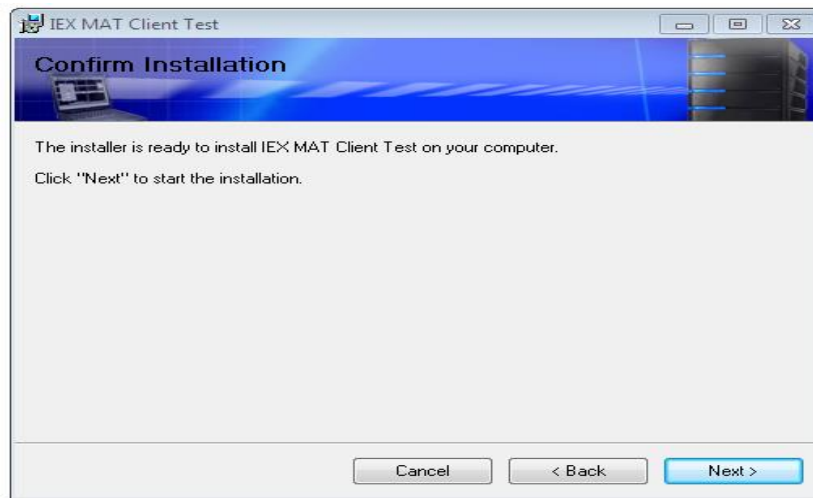 IEX MAT Client Test
Confirm Installation
The installer is ready to install IEX MAT Client Test on your computer.
Click "Next" to start the installation.
Cancel
< Back
Next >